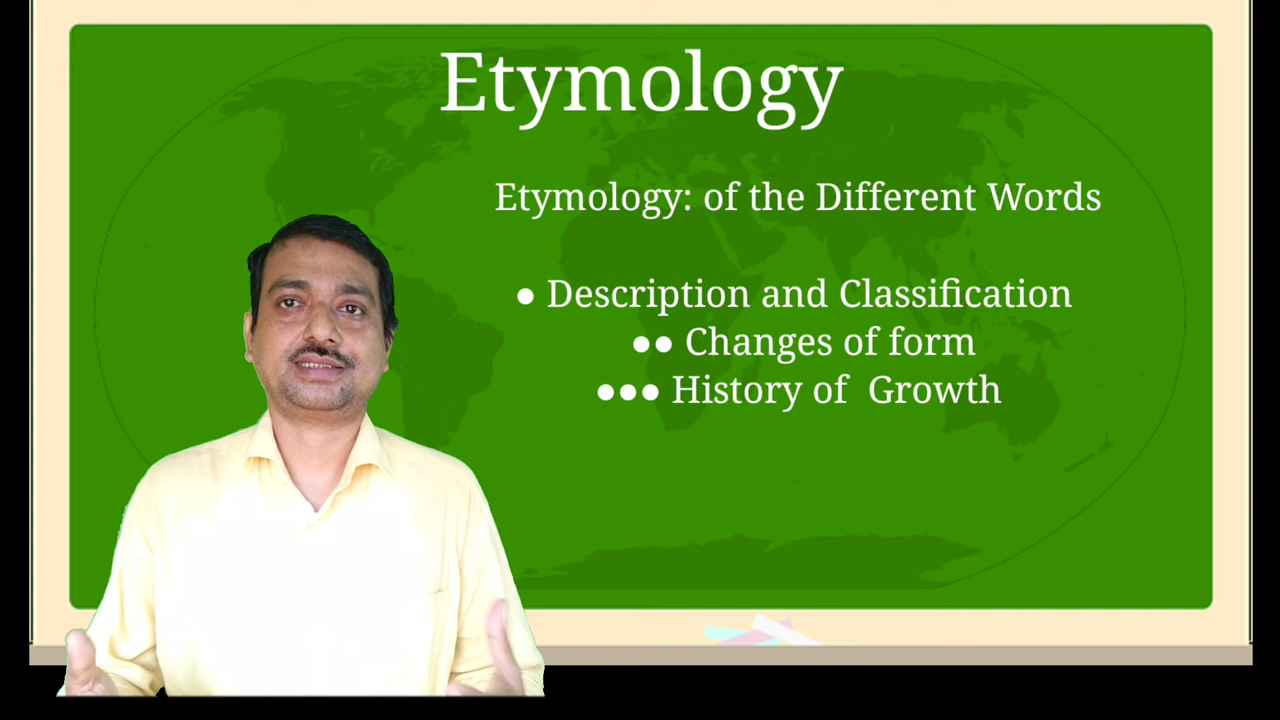 Etymology
Etymology: of the Different Words
● Description and Classification
●● Changes of form
●●● History of Growth